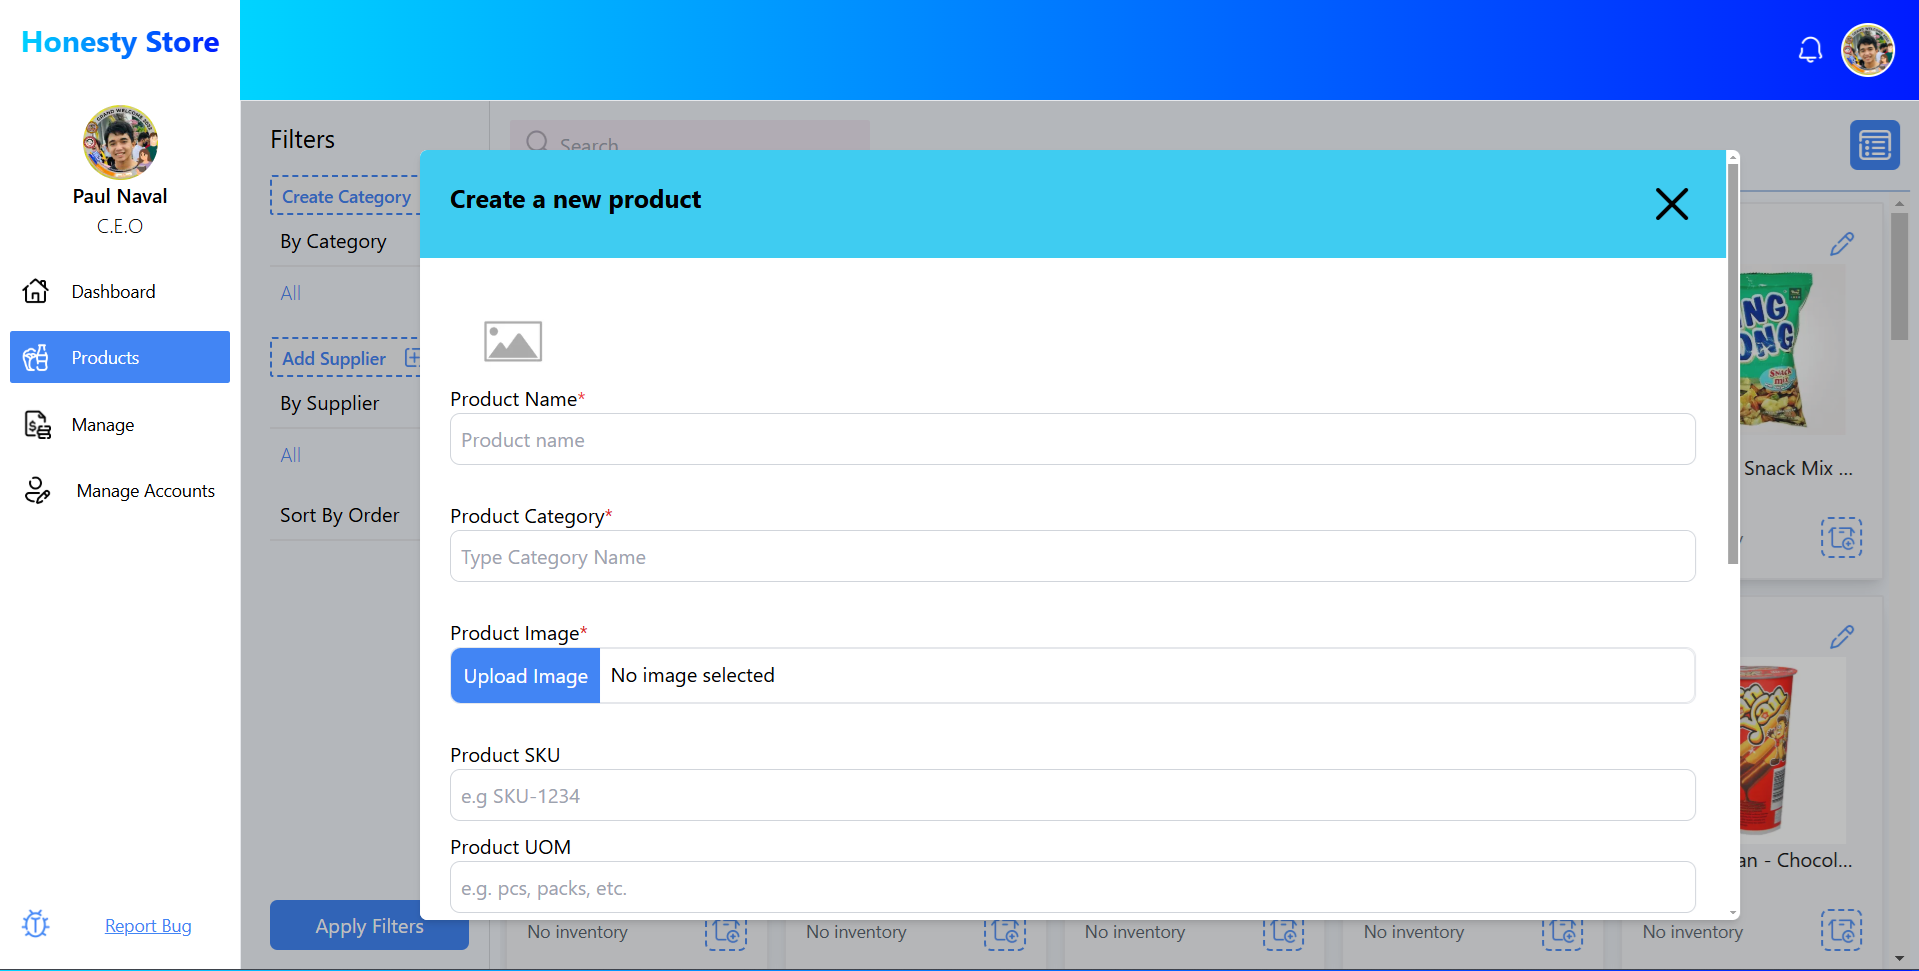 Honesty Store
Paul Naval
C.E.O
Dashboard
Products
Manage
Manage Accounts
Report Bug
Filters
Create Category
By Category
All
Add Supplier
By Supplier
All
Sort By Order
Apply Filters
Search
Create a new product
Product Name*
Product name
Product Category*
Type Category Name
Product Image*
Upload Image No image selected
Product SKU
e.g SKU-1234
Product UOM
e.g. pcs, packs, etc.
Snack Mix ...
an - Chocol...
No inventory
No inventory
No inventory
No inventory
No inventory